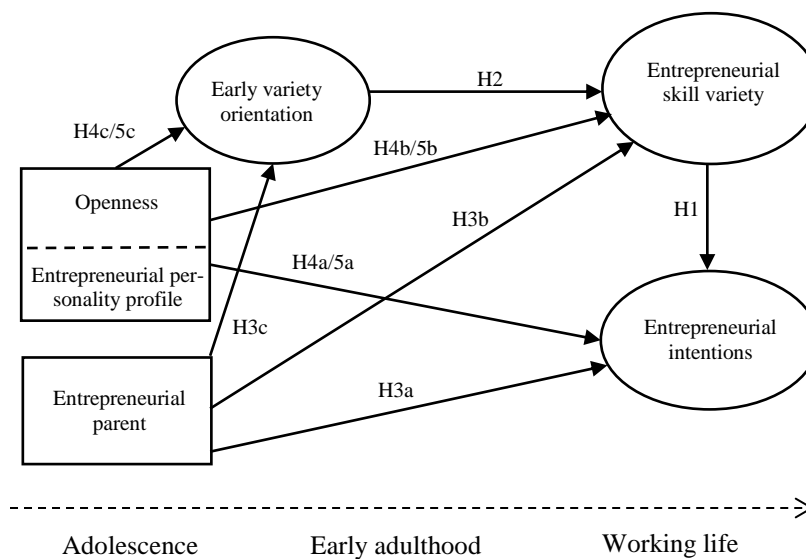 Early variety
orientation
H2
Entrepreneurial
skill variety
H4c/5c
H4b/5b
Openness
H3b
H1
Entrepreneurial per-
sonality profile
H4a/5a
H3c
Entrepreneurial
intentions
Entrepreneurial
parent
H3a
Adolescence
Early adulthood
Working life